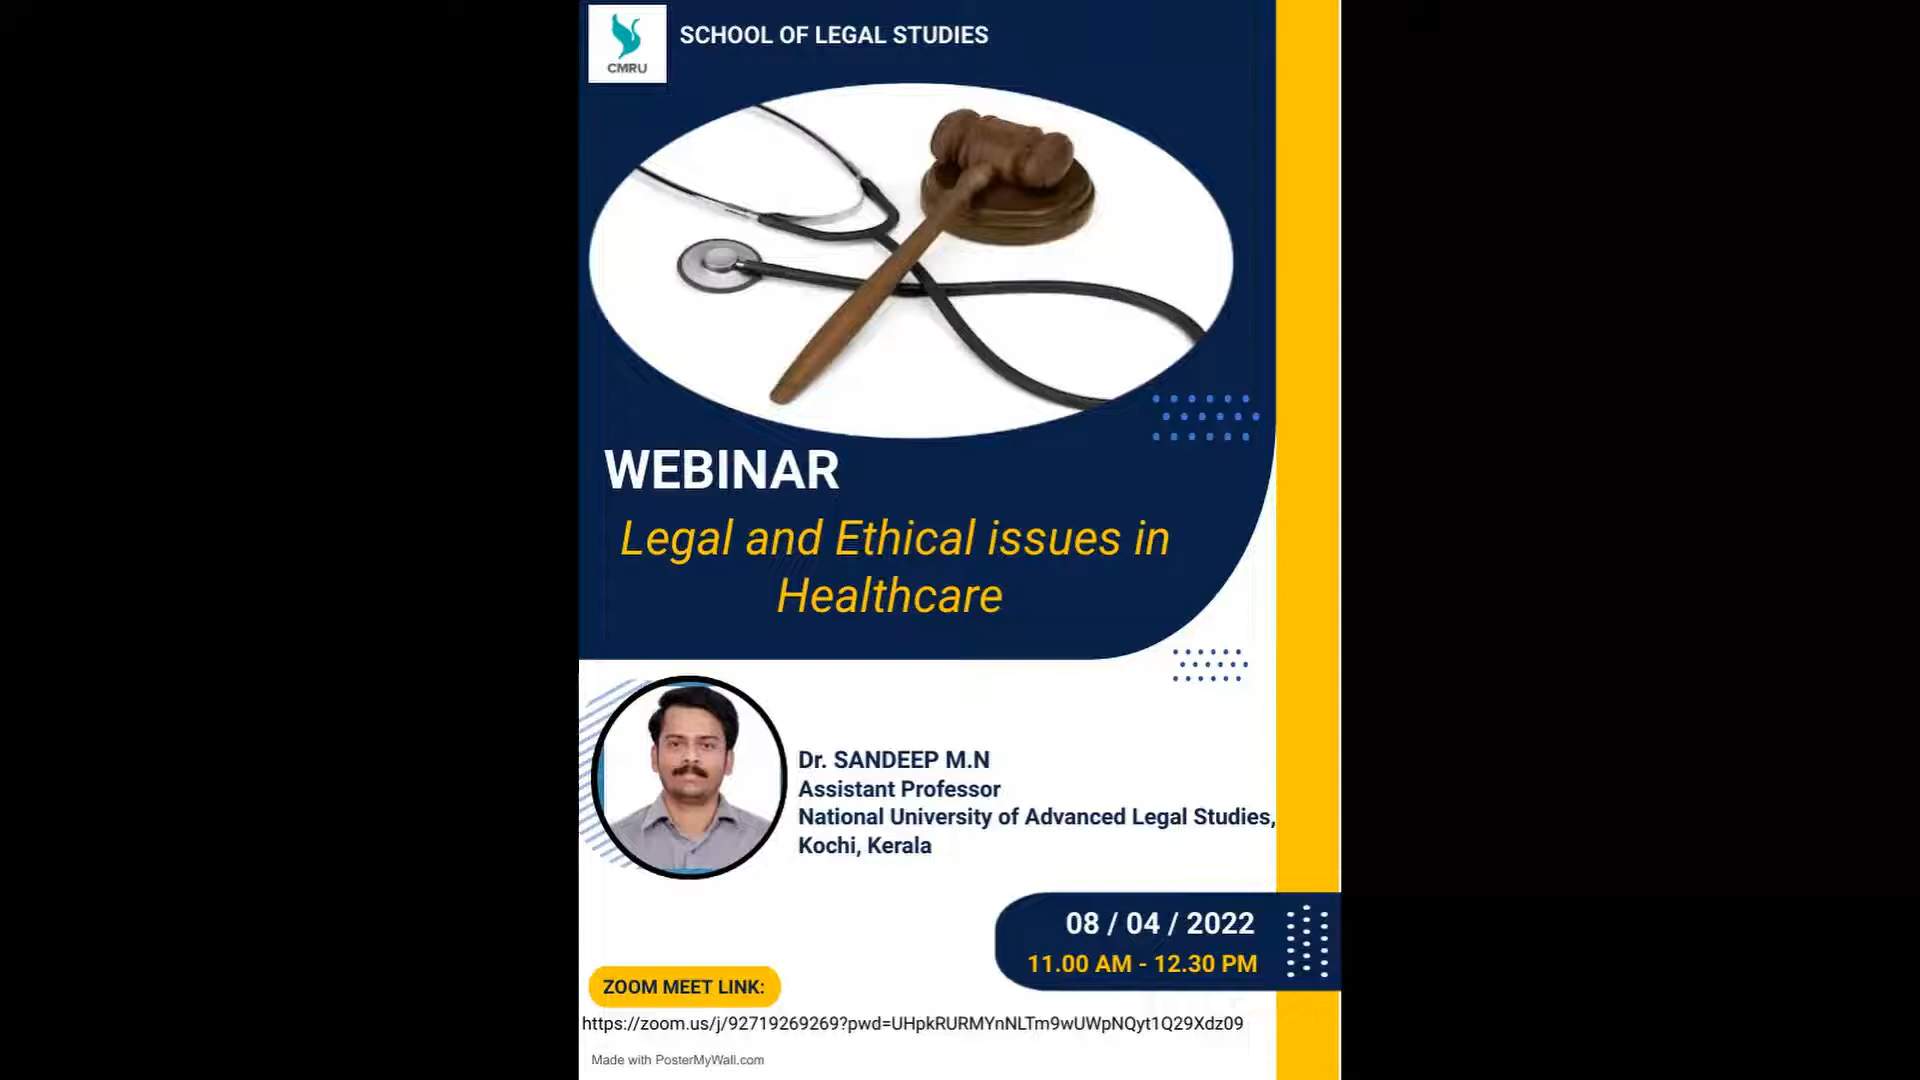 CMRU
SCHOOL OF LEGAL STUDIES
WEBINAR
Legal and Ethical issues in
Healthcare
Dr. SANDEEP M.N
Assistant Professor
National University of Advanced Legal Studies,
Kochi, Kerala
08 / 04 / 2022
11.00 AM - 12.30 PM
ZOOM MEET LINK:
https://zoom.us/j/92719269269?pwd=UHpkRURMYnNLTm9wUWpNQyt1Q29Xdz09
Made with PosterMyWall.com